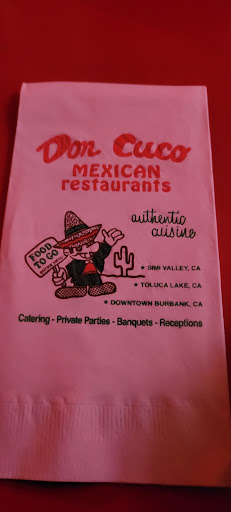 Don Cuco
MEXICAN
restaurants
authentic
cuisine
FOOD
TO GO
• SIMI VALLEY, CA
• TOLUCA LAKE, CA
• DOWNTOWN BURBANK, CA
Catering - Private Parties - Banquets - Receptions